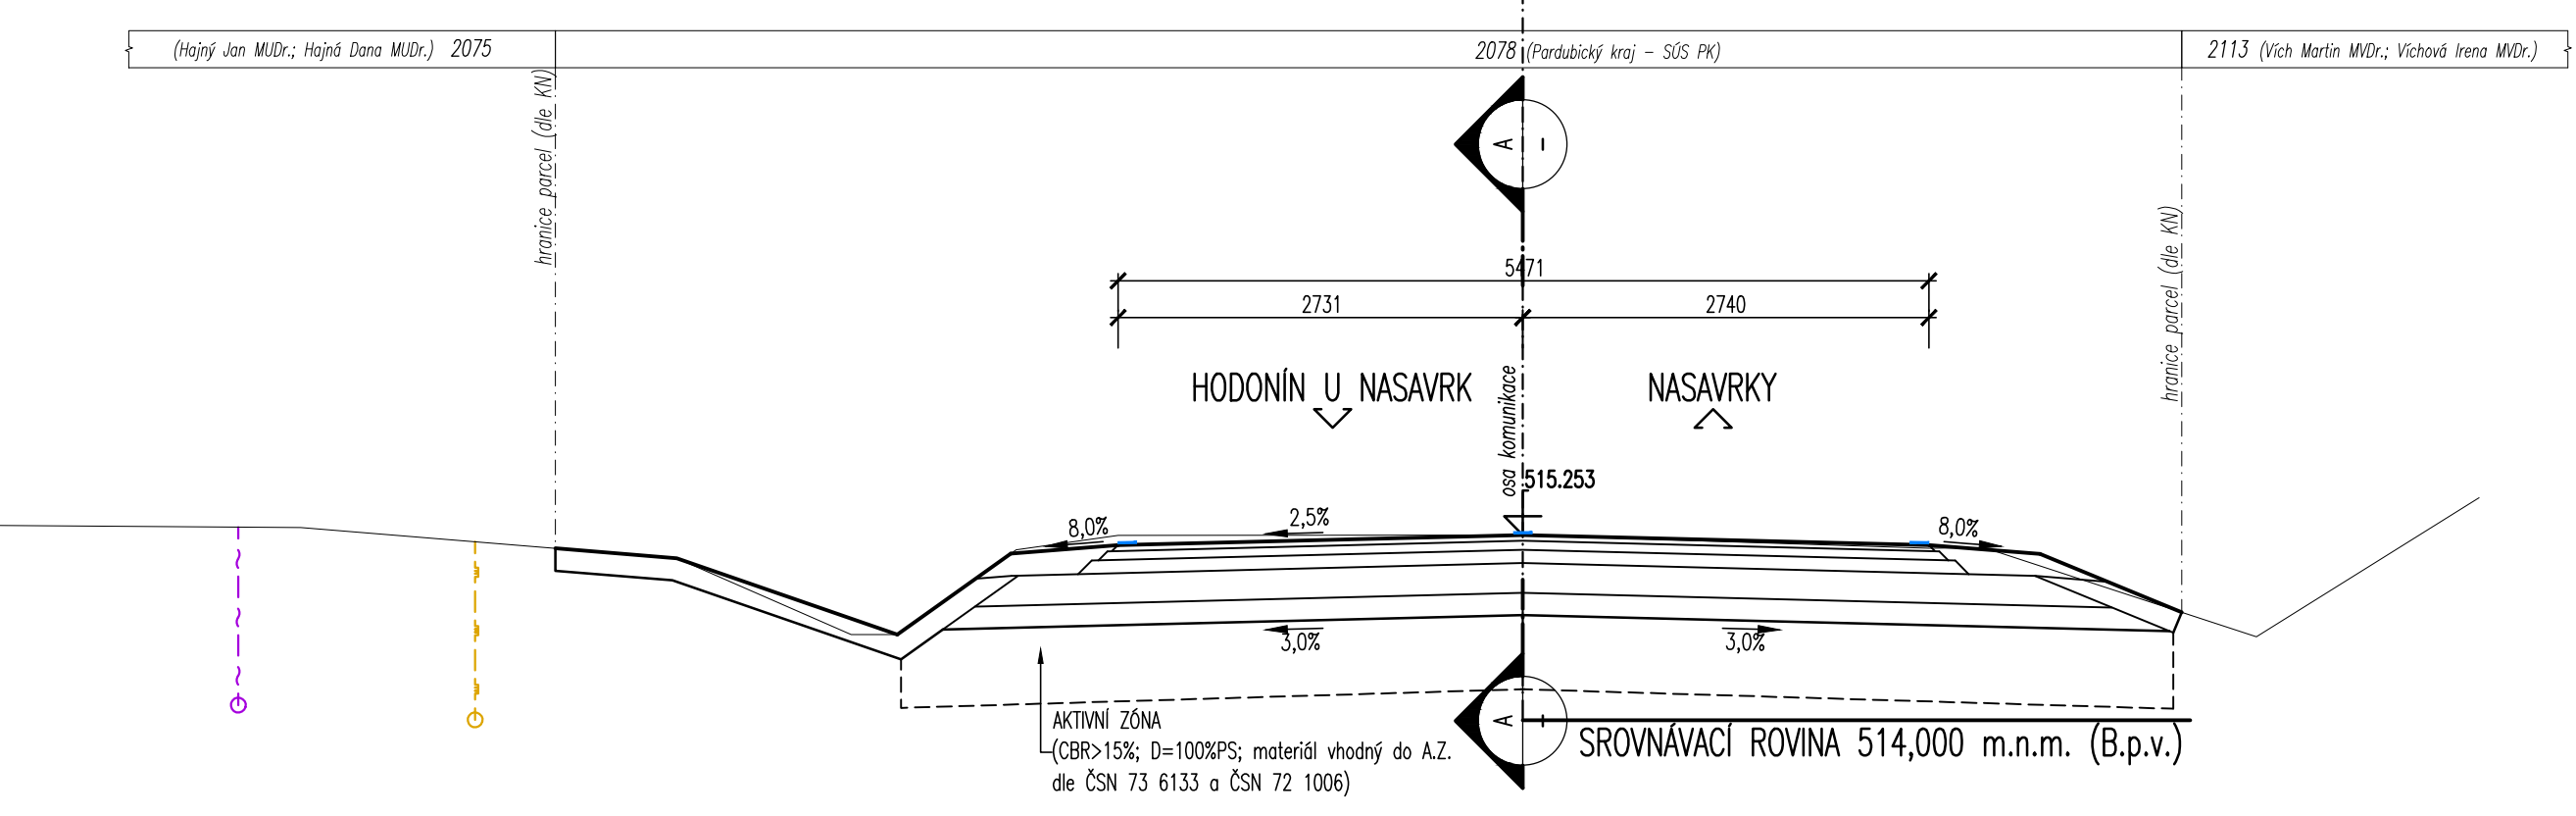 (Hajný Jan MUDr.; Hajná Dana MUDr.) 2075
2078 (Pardubický kraj – SÚS PK)
2113 (Vích Martin MVDr.; Víchová Irena MVDr.)
hranice parcel (dle KN)
A –
hranice parcel (dle KN)
5471
2731
2740
HODONÍN U NASAVRK
NASAVRKY
osa komunikace
515.253
8,0%
2,5%
8,0%
3,0%
3,0%
AKTIVNÍ ZÓNA
(CBR>15%; D=100%PS; materiál vhodný do A.Z.
dle ČSN 73 6133 a ČSN 72 1006)
A –
SROVNÁVACÍ ROVINA 514,000 m.n.m. (B.p.v.)